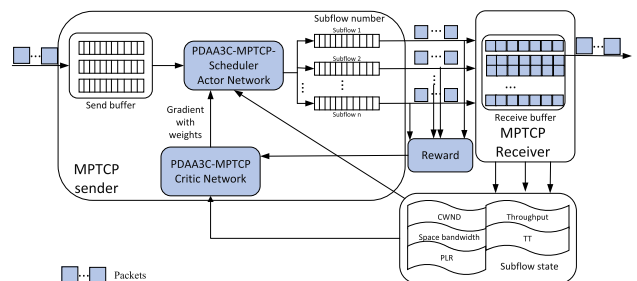 Subflow number
Subflow 1
Subflow 2
Subflow n
Send buffer
PDAA3C-MPTCP-
Scheduler
Actor Network
Gradient
with
weights
PDAA3C-MPTCP
Critic Network
MPTCP
sender
Reward
Receive buffer
MPTCP
Receiver
CWND
Throughput
Space bandwidth
TT
PLR
Subflow state
Packets